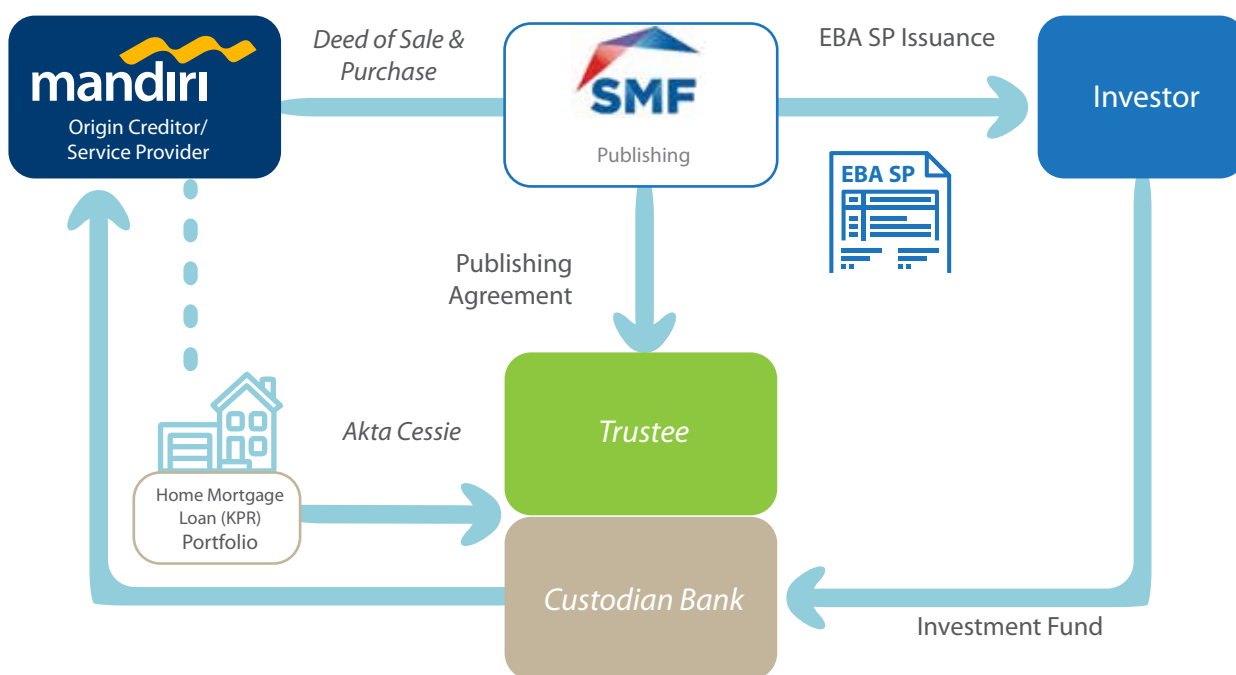 mandiri
Origin Creditor/
Service Provider
Deed of Sale &
Purchase
SMF
Publishing
EBA SP Issuance
Investor
EBA SP
Publishing
Agreement
Home Mortgage
Loan (KPR)
Portfolio
Akta Cessie
Trustee
Custodian Bank
Investment Fund